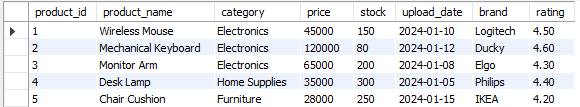 product_id product_name category price stock upload_date brand rating
1 Wireless Mouse Electronics 45000 150 2024-01-10 Logitech 4.50
2 Mechanical Keyboard Electronics 120000 80 2024-01-12 Ducky 4.60
3 Monitor Arm Electronics 65000 200 2024-01-08 Elgo 4.30
4 Desk Lamp Home Supplies 35000 300 2024-01-05 Philips 4.40
5 Chair Cushion Furniture 28000 250 2024-01-15 IKEA 4.20